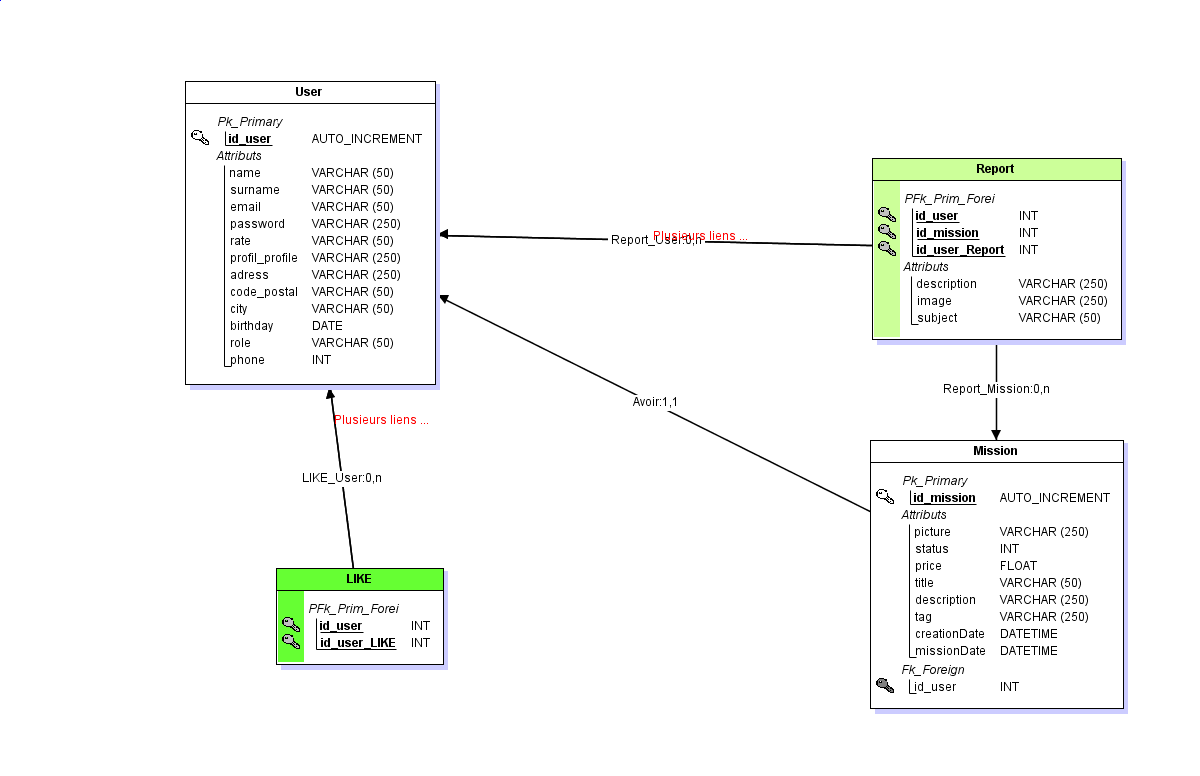 User
Pk_Primary
id_user AUTO_INCREMENT
Attributs
name VARCHAR (50)
surname VARCHAR (50)
email VARCHAR (50)
password VARCHAR (250)
rate VARCHAR (50)
profil_profile VARCHAR (250)
adress VARCHAR (250)
code_postal VARCHAR (50)
city VARCHAR (50)
birthday DATE
role VARCHAR (50)
phone INT
Report
PFk_Prim_Forei
id_user INT
id_mission INT
id_user_Report INT
Attributs
description VARCHAR (250)
image VARCHAR (250)
subject VARCHAR (50)
Report_User:0,n
Plusieurs liens ...
Avoir:1,1
Report_Mission:0,n
Plusieurs liens ...
LIKE_User:0,n
LIKE
PFk_Prim_Forei
id_user INT
id_user_LIKE INT
Mission
Pk_Primary
id_mission AUTO_INCREMENT
Attributs
picture VARCHAR (250)
status INT
price FLOAT
title VARCHAR (50)
description VARCHAR (250)
tag VARCHAR (250)
creationDate DATETIME
missionDate DATETIME
Fk_Foreign
id_user INT